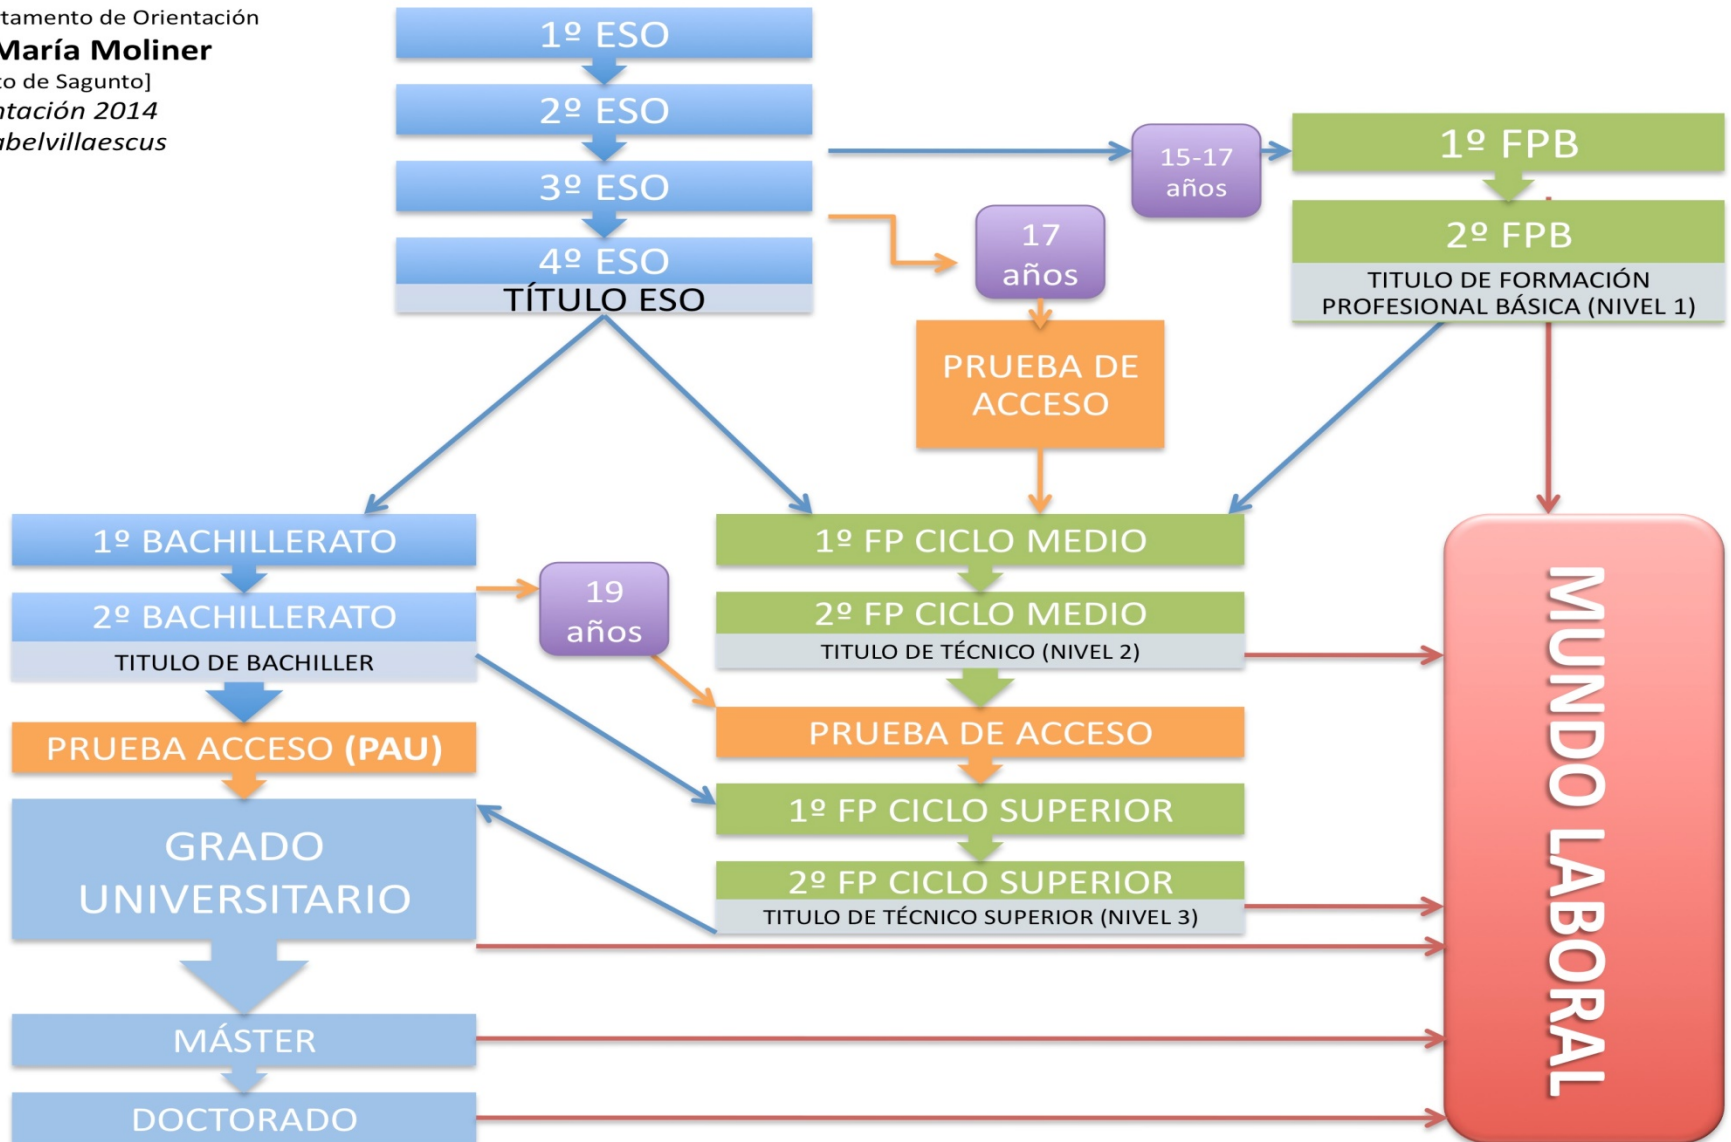 rtamento de Orientación
María Moliner
to de Sagunto]
ntación 2014
abelvillaescus
1º ESO
2º ESO
3º ESO
4º ESO
TÍTULO ESO
15-17
años
17
años
PRUEBA DE
ACCESO
1º FPB
2º FPB
TITULO DE FORMACIÓN
PROFESIONAL BÁSICA (NIVEL 1)
1º BACHILLERATO
2º BACHILLERATO
TITULO DE BACHILLER
PRUEBA ACCESO (PAU)
GRADO
UNIVERSITARIO
MÁSTER
DOCTORADO
19
años
1º FP CICLO MEDIO
2º FP CICLO MEDIO
TITULO DE TÉCNICO (NIVEL 2)
PRUEBA DE ACCESO
1º FP CICLO SUPERIOR
2º FP CICLO SUPERIOR
TITULO DE TÉCNICO SUPERIOR (NIVEL 3)
MUNDO LABORAL